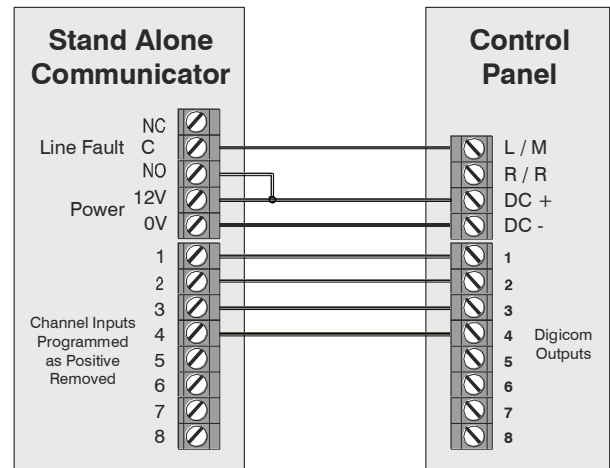 Stand Alone
Communicator
NC
Line Fault C
NO
Power 12V
0V
1
2
3
4
5
6
7
8
Channel Inputs
Programmed
as Positive
Removed
Control
Panel
L / M
R / R
DC +
DC -
1
2
3
4
5
6
7
8
Digicom
Outputs